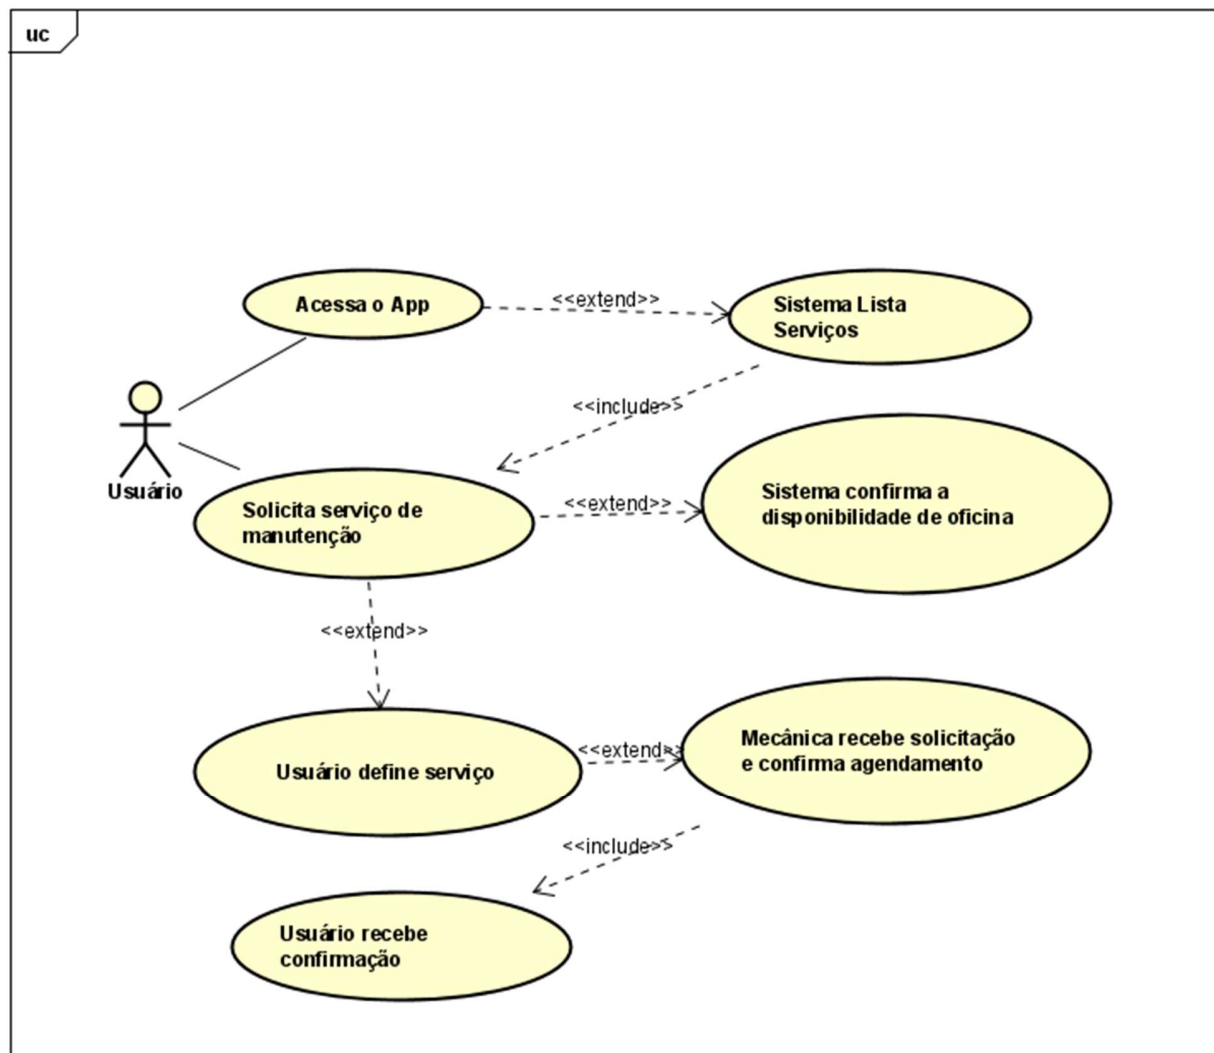 uc
Acessa o App
<<extend>>
Sistema Lista
Serviços
<<include>>
Usuário
Solicita serviço de
manutenção
<<extend>>
Sistema confirma a
disponibilidade de oficina
<<extend>>
Usuário define serviço
<<extend>>
Mecânica recebe solicitação
e confirma agendamento
<<include>>
Usuário recebe
confirmação